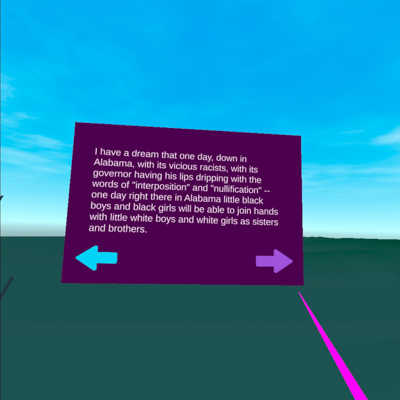 I have a dream that one day, down in
Alabama, with its vicious racists, with its
governor having his lips dripping with the
words of "interposition" and "nullification" --
one day right there in Alabama little black
boys and black girls will be able to join hands
with little white boys and white girls as sisters
and brothers.